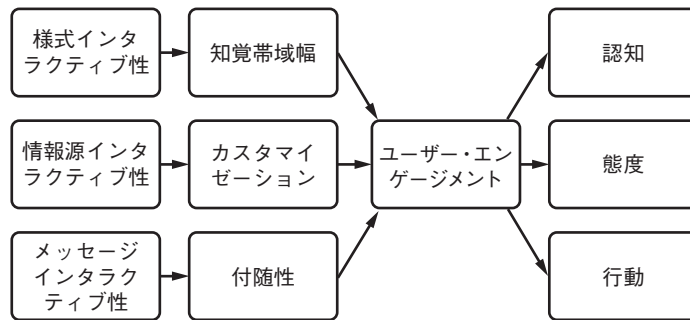 様式インタ
ラクティブ性
知覚帯域幅
認知
情報源インタ
ラクティブ性
カスタマイ
ゼーション
ユーザー・エン
ゲージメント
態度
メッセージ
インタラク
ティブ性
付随性
行動